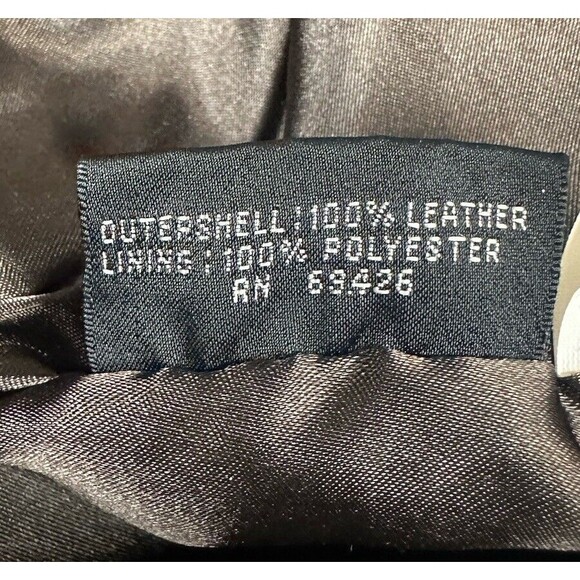 OUTERSHELL: 100% LEATHER
LINING: 100% POLYESTER
RN 69426